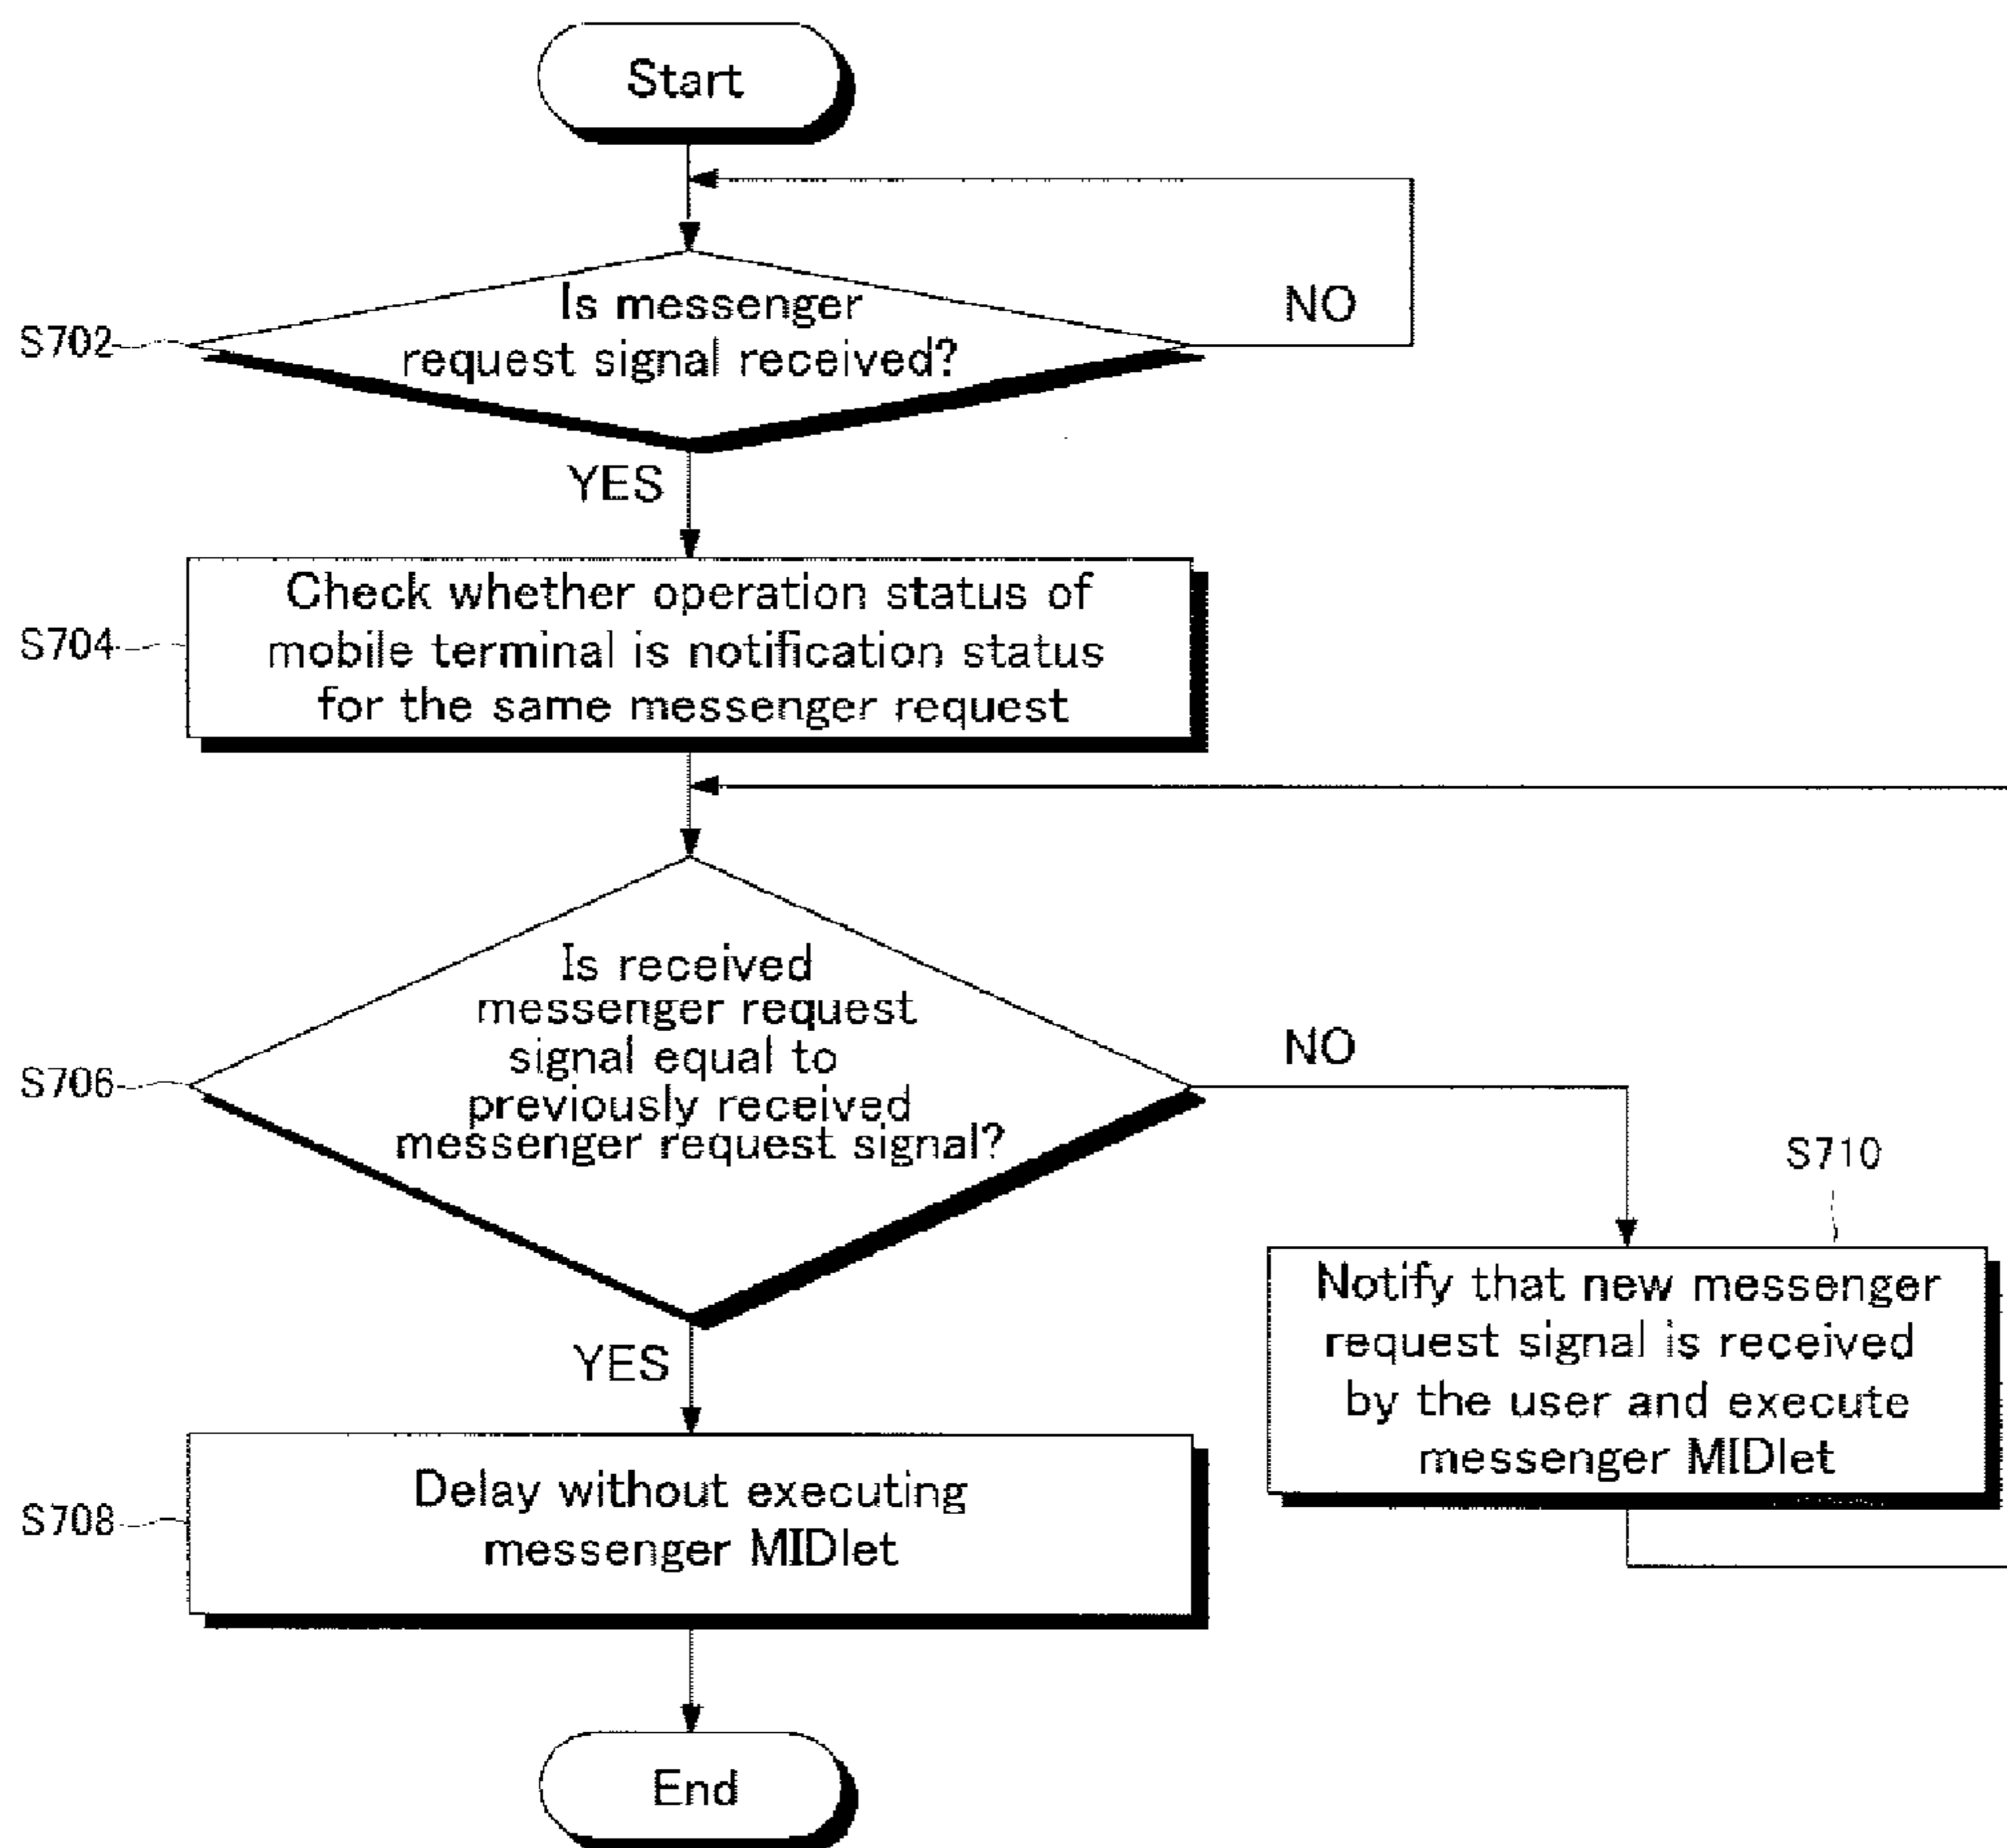 Start
Is messenger
request signal received?
NO
S702
YES
Check whether operation status of
mobile terminal is notification status
for the same messenger request
S704
Is received
messenger request
signal equal to
previously received
messenger request signal?
NO
S706
S710
Notify that new messenger
request signal is received
by the user and execute
messenger MIDlet
YES
Delay without executing
messenger MIDlet
S708
End